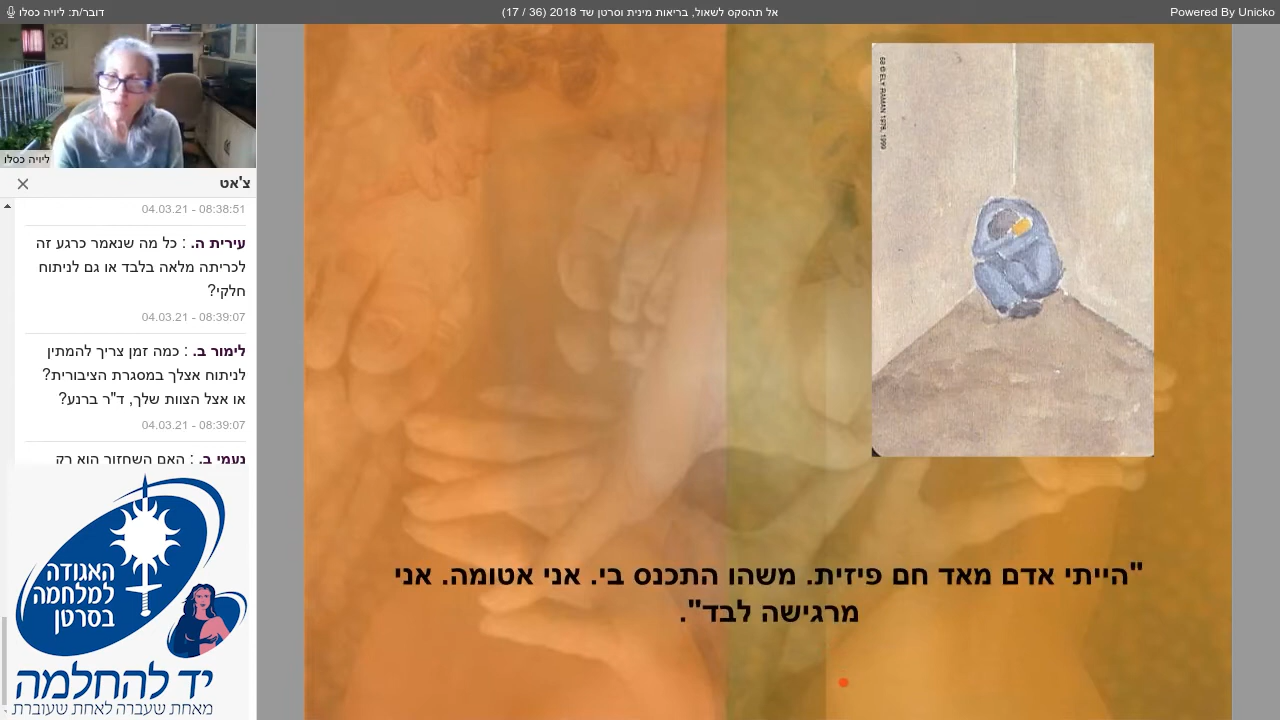 דובר/ת: ליויה כסלו
אל תהסקס לשאול, בריאות מינית וסרטן שד 2018 (36 / 17)
Powered By Unicko
ליויה כסלו
צ'אט
04.03.21 - 08:38:51
עירית ה. : כל מה שנאמר כרגע זה
לכריתה מלאה בלבד או גם לניתוח
חלקי?
04.03.21 - 08:39:07
לימור ב. : כמה זמן צריך להמתין
לניתוח אצלך במסגרת הציבורית?
או אצל הצוות שלך, ד"ר ברנע?
04.03.21 - 08:39:07
נעמי ב. : האם השחזור הוא רק
האגודה
למלחמה
בסרטן
יד להחלמה
מאחת שעברה לאחת שעוברת
"הייתי אדם מאד חם פיזית. משהו התכנס בי. אני אטומה. אני
מרגישה לבד".